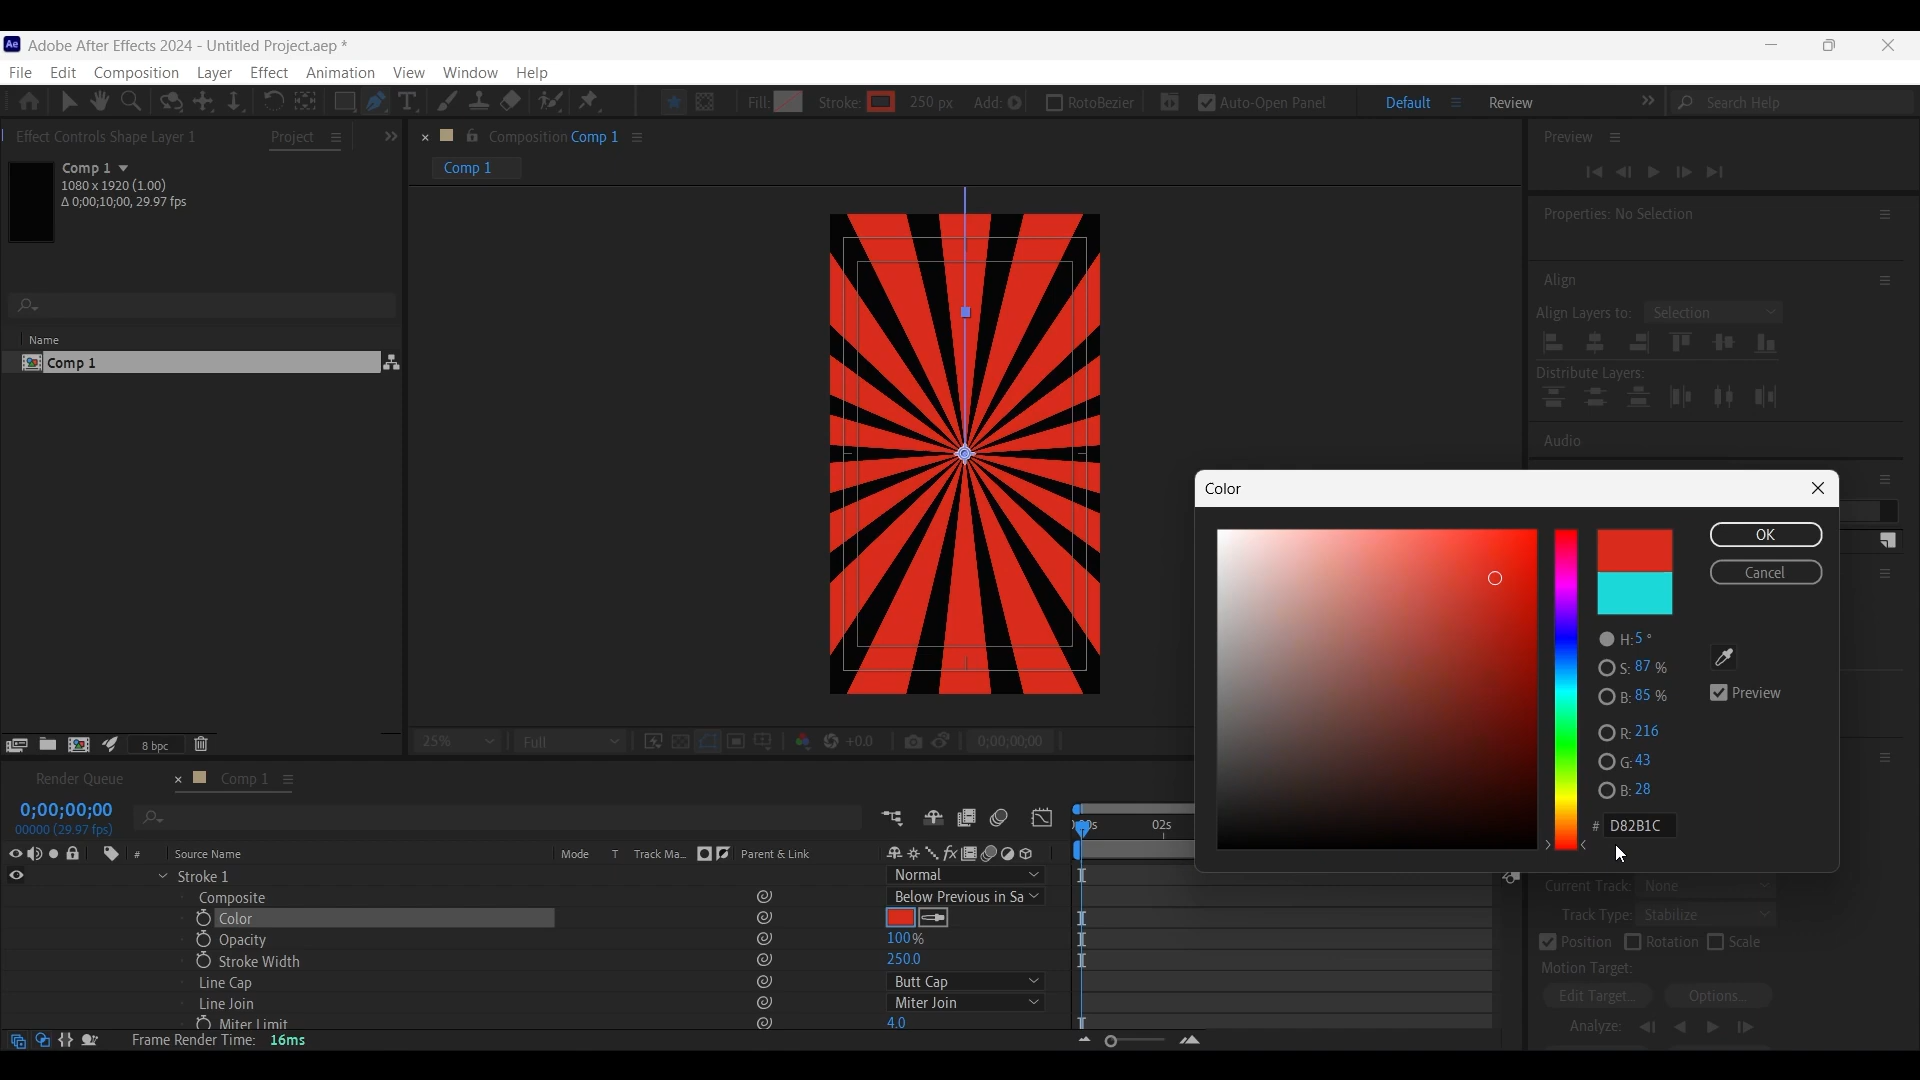 Ae Adobe After Effects 2024 - Untitled Project.aep *
File Edit Composition Layer Effect Animation View Window Help
Fill: Stroke: 250 px Add: RotoBezier Auto-Open Panel Default Review Search Help
Effect Controls Shape Layer 1 Project
Composition Comp 1
Preview
Comp 1
1080 x 1920 (1.00)
Δ 0;00;10;00, 29.97 fps
Comp 1
Properties: No Selection
Align
Align Layers to: Selection
Distribute Layers:
Audio
Name
Comp 1
Color
OK
Cancel
H: 5 °
S: 87 %
B: 85 %
Preview
R: 216
G: 43
B: 28
# D82B1C
8 bpc
25% Full +0.0 0;00;00;00
Render Queue Comp 1
0;00;00;00
00000 (29.97 fps)
02s
# Source Name Mode T Track Ma... Parent & Link
Stroke 1 Normal
Composite Below Previous in Sa
Color
Opacity 100%
Stroke Width 250.0
Line Cap Butt Cap
Line Join Miter Join
Miter Limit 4.0
Frame Render Time: 16ms
Current Track: None
Track Type: Stabilize
Position Rotation Scale
Motion Target:
Edit Target... Options...
Analyze: